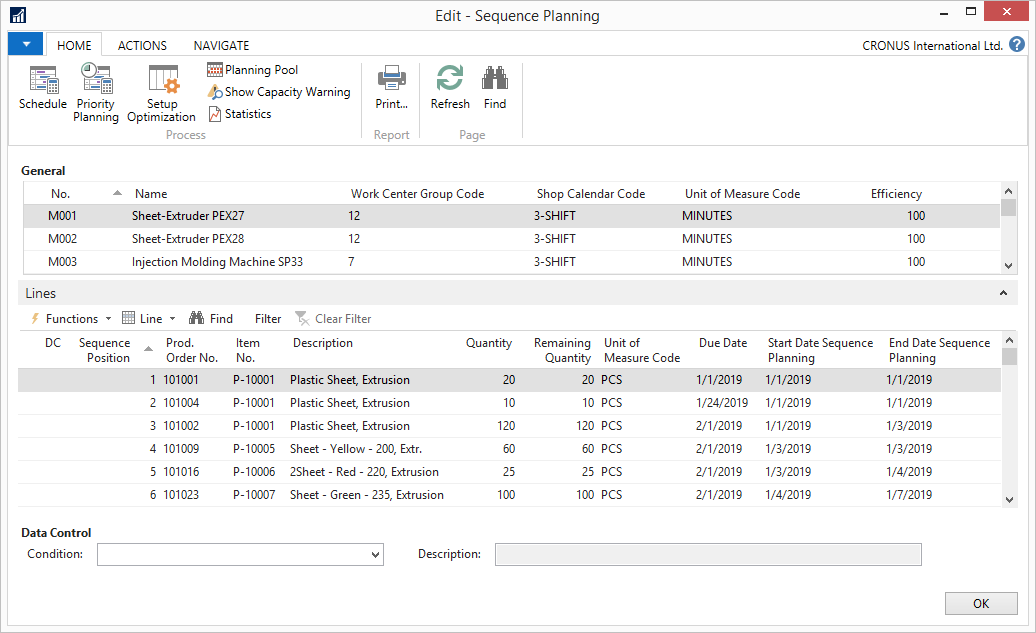 Edit - Sequence Planning
HOME ACTIONS NAVIGATE CRONUS International Ltd. ?
Schedule
Priority Planning
Setup Optimization
Planning Pool
Show Capacity Warning
Statistics
Process
Print...
Report
Refresh
Find
Page
General
No. Name Work Center Group Code Shop Calendar Code Unit of Measure Code Efficiency
M001 Sheet-Extruder PEX27 12 3-SHIFT MINUTES 100
M002 Sheet-Extruder PEX28 12 3-SHIFT MINUTES 100
M003 Injection Molding Machine SP33 7 3-SHIFT MINUTES 100
Lines
Functions Line Find Filter Clear Filter
DC Sequence Position Prod. Order No. Item No. Description Quantity Remaining Quantity Unit of Measure Code Due Date Start Date Sequence Planning End Date Sequence Planning
1 101001 P-10001 Plastic Sheet, Extrusion 20 20 PCS 1/1/2019 1/1/2019 1/1/2019
2 101004 P-10001 Plastic Sheet, Extrusion 10 10 PCS 1/24/2019 1/1/2019 1/1/2019
3 101002 P-10001 Plastic Sheet, Extrusion 120 120 PCS 2/1/2019 1/1/2019 1/3/2019
4 101009 P-10005 Sheet - Yellow - 200, Extr. 60 60 PCS 2/1/2019 1/3/2019 1/3/2019
5 101016 P-10006 2Sheet - Red - 220, Extrusion 25 25 PCS 2/1/2019 1/3/2019 1/4/2019
6 101023 P-10007 Sheet - Green - 235, Extrusion 100 100 PCS 2/1/2019 1/4/2019 1/7/2019
Data Control
Condition: Description:
OK